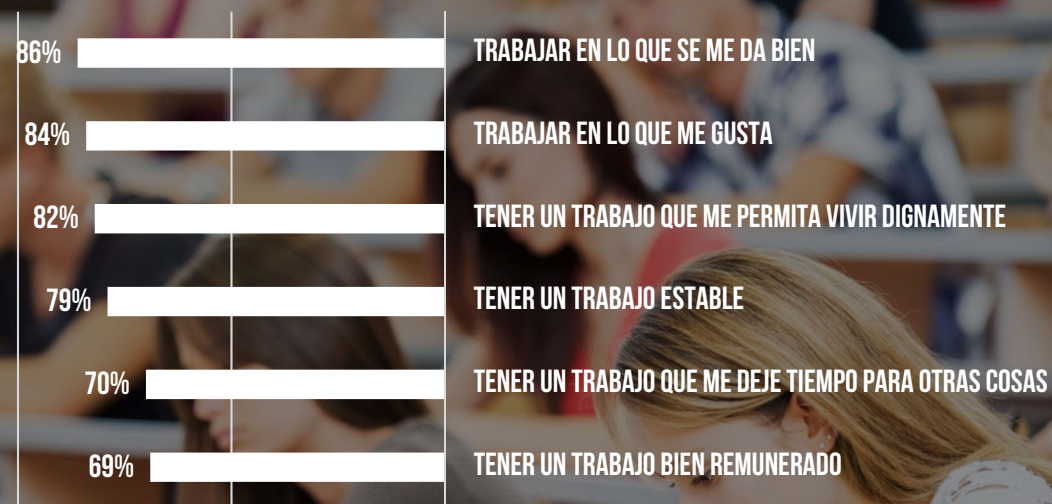 86% TRABAJAR EN LO QUE SE ME DA BIEN
84% TRABAJAR EN LO QUE ME GUSTA
82% TENER UN TRABAJO QUE ME PERMITA VIVIR DIGNAMENTE
79% TENER UN TRABAJO ESTABLE
70% TENER UN TRABAJO QUE ME DEJE TIEMPO PARA OTRAS COSAS
69% TENER UN TRABAJO BIEN REMUNERADO